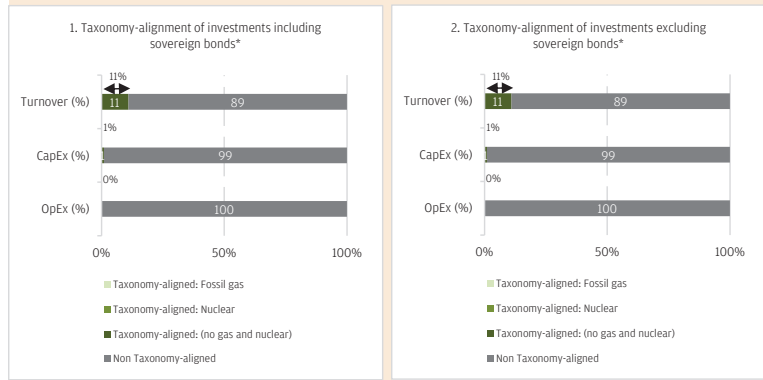 1. Taxonomy-alignment of investments including
sovereign bonds*
11%
Turnover (%)
11
89
1%
CapEx (%)
1
99
0%
OpEx (%)
100
0%
50%
100%
Taxonomy-aligned: Fossil gas
Taxonomy-aligned: Nuclear
Taxonomy-aligned: (no gas and nuclear)
Non Taxonomy-aligned
2. Taxonomy-alignment of investments excluding
sovereign bonds*
11%
Turnover (%)
11
89
1%
CapEx (%)
1
99
0%
OpEx (%)
100
0%
50%
100%
Taxonomy-aligned: Fossil gas
Taxonomy-aligned: Nuclear
Taxonomy-aligned: (no gas and nuclear)
Non Taxonomy-aligned